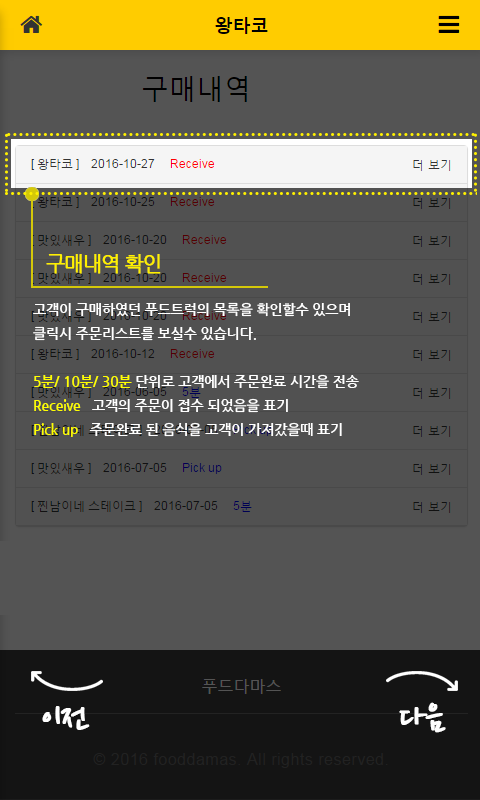 왕타코
구매내역
[ 왕타코 ] 2016-10-27 Receive 더 보기
[ 왕타코 ] 2016-10-25 Receive 더 보기
[ 맛있새우 ] 2016-10-20 Receive 더 보기
구매내역 확인
[ 맛있새우 ] 2016-10-20 Receive 더 보기
고객이 구매하였던 푸드트럭의 목록을 확인할수 있으며
2016-10-20 Receive 더 보기
클릭시 주문리스트를 보실수 있습니다.
[ 왕타코 ] 2016-10-12 Receive 더 보기
5분/ 10분/ 30분 단위로 고객에서 주문완료 시간을 전송
[ 맛있새우 ] 2016-08-05 5분 더 보기
Receive 고객의 주문이 접수 되었음을 표기
Pick up 주문완료 된 음식을 고객이 가져갔을때 표기
더 보기
[ 맛있새우 ] 2016-07-05 Pick up 더 보기
[ 찐남이네 스테이크 ] 2016-07-05 5분 더 보기
푸드다마스
이전 다음
© 2016 fooddamas. All rights reserved